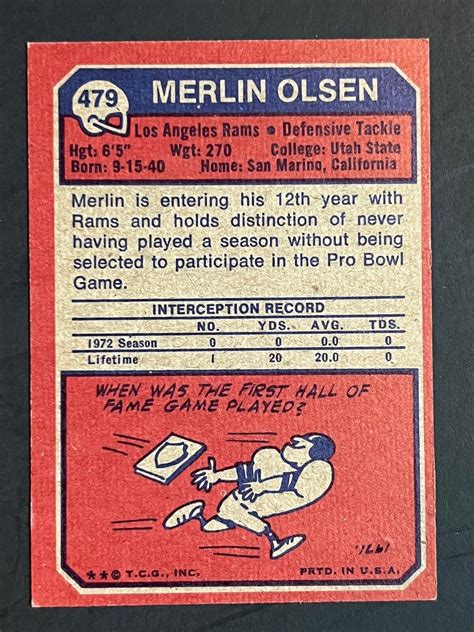 479
MERLIN OLSEN
Los Angeles Rams • Defensive Tackle
Hgt: 6'5" Wgt: 270 College: Utah State
Born: 9-15-40 Home: San Marino, California
Merlin is entering his 12th year with
Rams and holds distinction of never
having played a season without being
selected to participate in the Pro Bowl
Game.
INTERCEPTION RECORD
NO. YDS. AVG. TDS.
1972 Season 0 0 0.0 0
Lifetime 1 20 20.0 0
WHEN WAS THE FIRST HALL OF
FAME GAME PLAYED?
1971.
**© T.C.G., INC. PRTD. IN U.S.A.